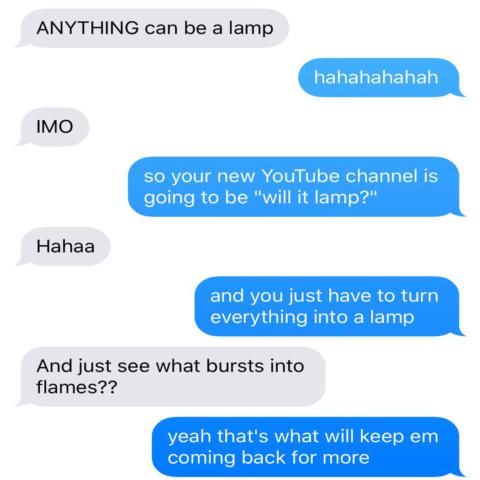 ANYTHING can be a lamp
hahahahahah
IMO
so your new YouTube channel is
going to be "will it lamp?"
Hahaa
and you just have to turn
everything into a lamp
And just see what bursts into
flames??
yeah that's what will keep em
coming back for more